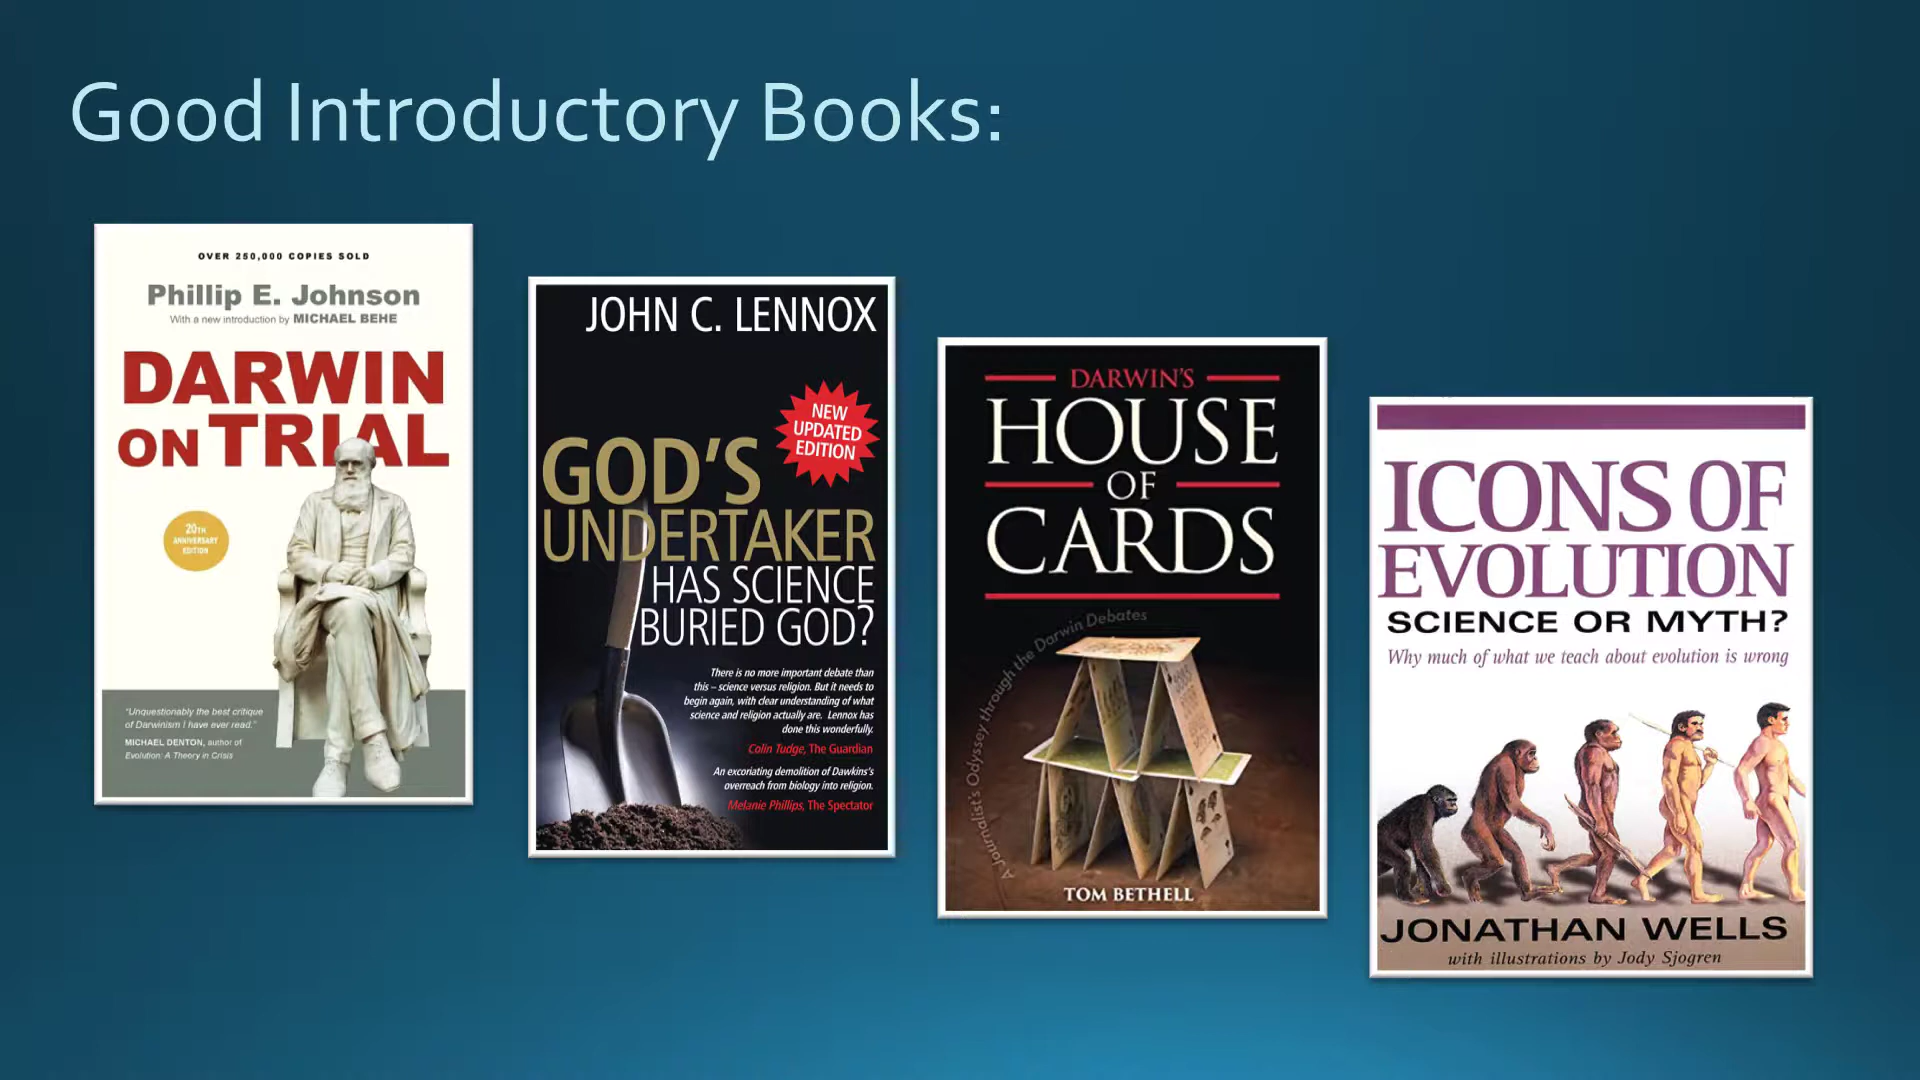 Good Introductory Books:
OVER 250,000 COPIES SOLD
Phillip E. Johnson
With a new introduction by MICHAEL BEHE
DARWIN
ON TRIAL
20TH
ANNIVERSARY
EDITION
"Unquestionably the best critique
of Darwinism I have ever read."
MICHAEL DENTON, author of
Evolution: A Theory in Crisis
JOHN C. LENNOX
NEW
UPDATED
EDITION
GOD'S
UNDERTAKER
HAS SCIENCE
BURIED GOD?
There is no more important debate than
this – science versus religion. But it needs to
begin again, with clear understanding of what
science and religion actually are. Lennox has
done this wonderfully.
Colin Tudge, The Guardian
An excoriating demolition of Dawkins's
overreach from biology into religion.
Melanie Phillips, The Spectator
DARWIN'S
HOUSE
OF
CARDS
A Journalist's Odyssey through the Darwin Debates
TOM BETHELL
ICONS OF
EVOLUTION
SCIENCE OR MYTH?
Why much of what we teach about evolution is wrong
JONATHAN WELLS
with illustrations by Jody Sjogren